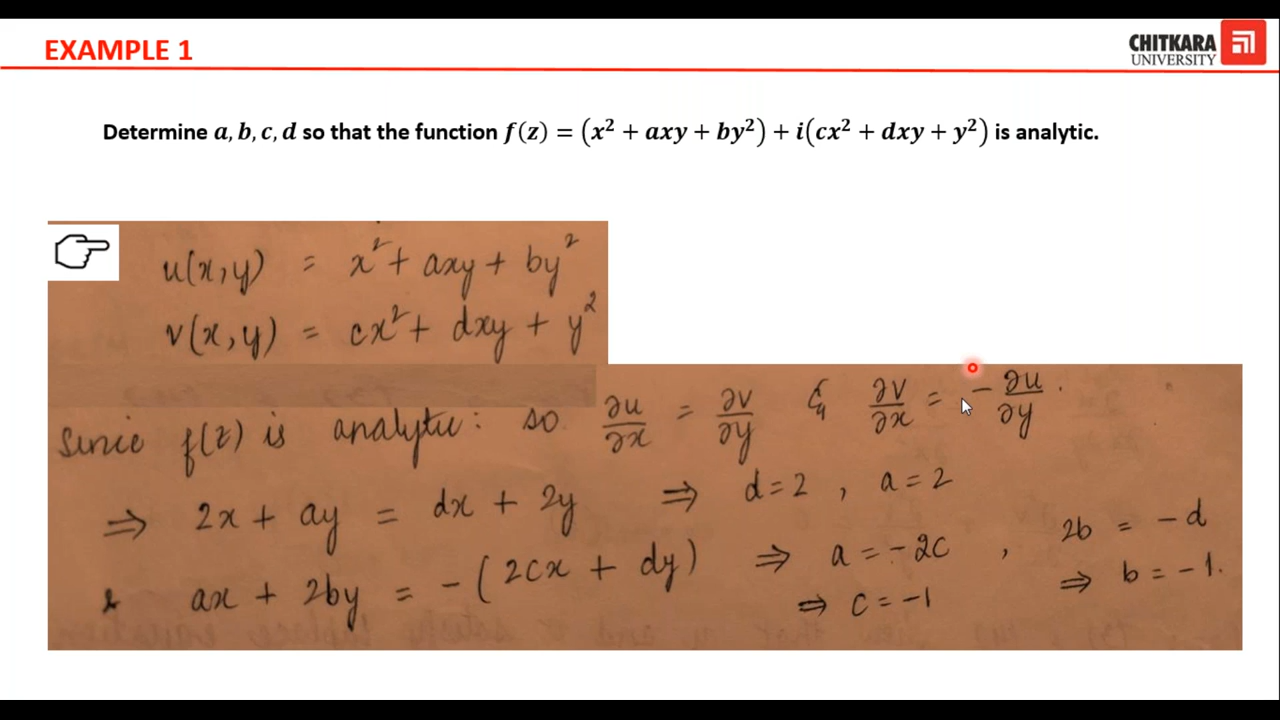 EXAMPLE 1
CHITKARA
UNIVERSITY
Determine a, b, c, d so that the function f(z) = (x² + axy + by²) + i(cx² + dxy + y²) is analytic.
u(x,y) = x² + axy + by²
v(x,y) = cx² + dxy + y²
Since f(z) is analytic: so ∂u/∂x = ∂v/∂y & ∂v/∂x = -∂u/∂y.
⇒ 2x + ay = dx + 2y ⇒ d=2, a=2
& ax + 2by = -(2cx + dy) ⇒ a = -2c, 2b = -d
⇒ c = -1 ⇒ b = -1.